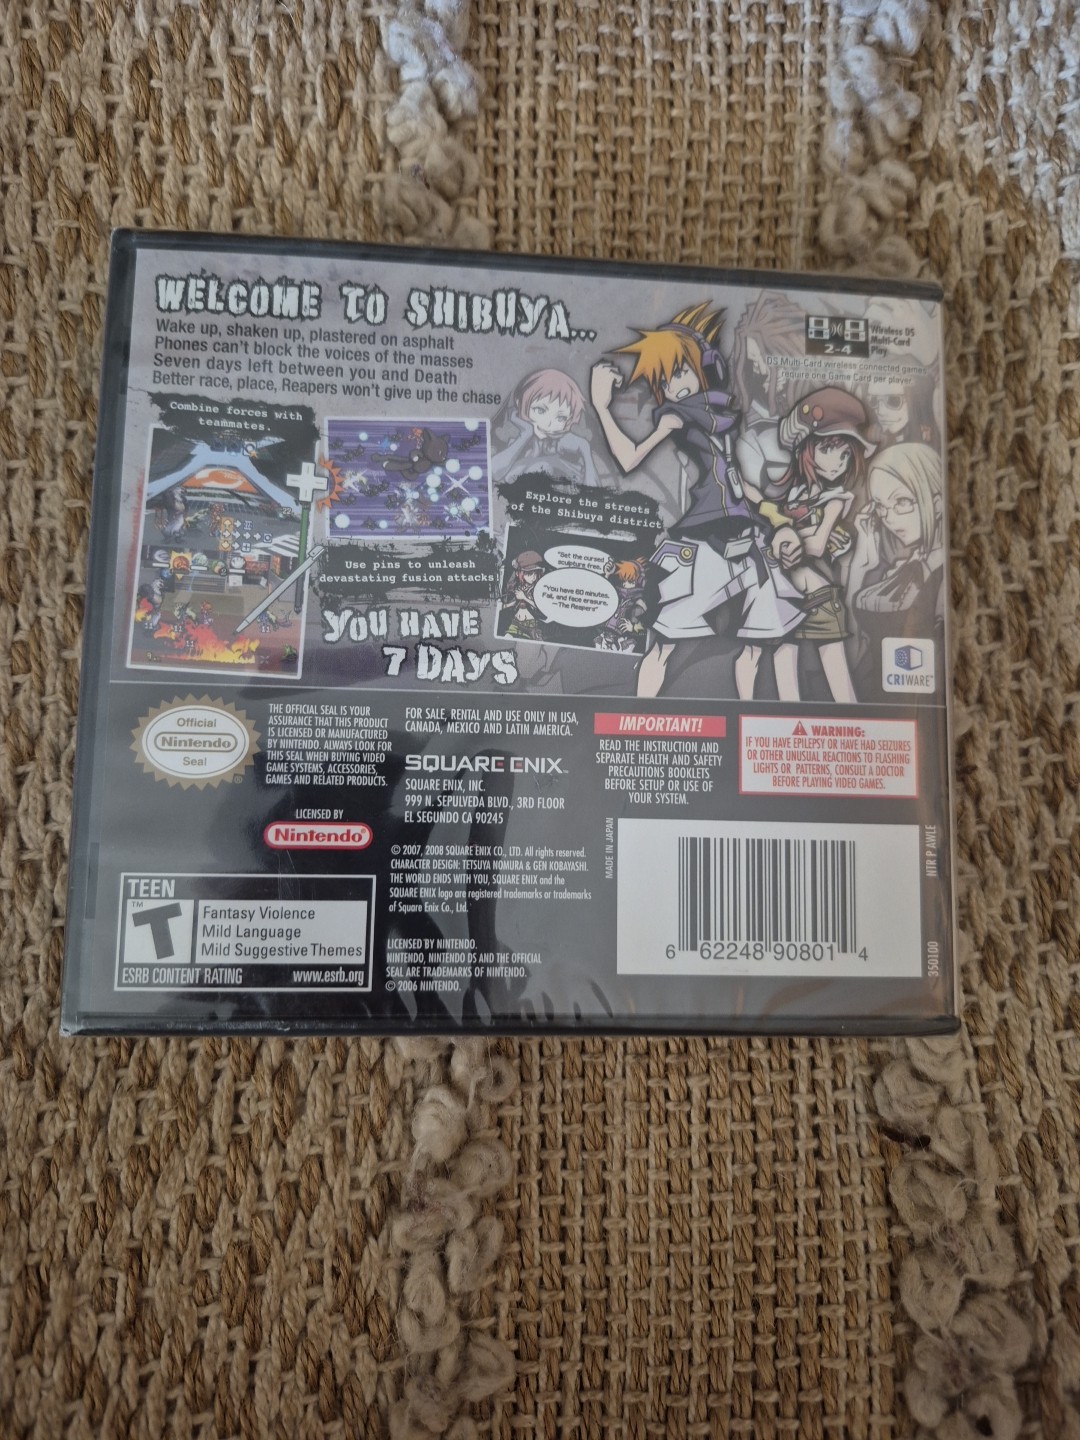 WELCOME TO SHIBUYA...
Wake up, shaken up, plastered on asphalt
Phones can't block the voices of the masses
Seven days left between you and Death
Better race, place, Reapers won't give up the chase
Wireless DS
Multi-Card
Play
2-4
DS Multi-Card wireless connected games
require one Game Card per player
Combine forces with
teammates.
Use pins to unleash
devastating fusion attacks!
Explore the streets
of the Shibuya district
"Get the cursed
sculpture free.
"You have 60 minutes.
Fail, and face erasure.
—The Reapers"
YOU HAVE
7 DAYS
CRIWARE™
Official
Nintendo
Seal
®
THE OFFICIAL SEAL IS YOUR
ASSURANCE THAT THIS PRODUCT
IS LICENSED OR MANUFACTURED
BY NINTENDO. ALWAYS LOOK FOR
THIS SEAL WHEN BUYING VIDEO
GAME SYSTEMS, ACCESSORIES,
GAMES AND RELATED PRODUCTS.
LICENSED BY
Nintendo®
TEEN
T
™
Fantasy Violence
Mild Language
Mild Suggestive Themes
ESRB CONTENT RATING www.esrb.org
FOR SALE, RENTAL AND USE ONLY IN USA,
CANADA, MEXICO AND LATIN AMERICA.
SQUARE ENIX™
SQUARE ENIX, INC.
999 N. SEPULVEDA BLVD., 3RD FLOOR
EL SEGUNDO CA 90245
© 2007, 2008 SQUARE ENIX CO., LTD. All rights reserved.
CHARACTER DESIGN: TETSUYA NOMURA & GEN KOBAYASHI.
THE WORLD ENDS WITH YOU, SQUARE ENIX and the
SQUARE ENIX logo are registered trademarks or trademarks
of Square Enix Co., Ltd.
LICENSED BY NINTENDO.
NINTENDO, NINTENDO DS AND THE OFFICIAL
SEAL ARE TRADEMARKS OF NINTENDO.
© 2006 NINTENDO.
IMPORTANT!
READ THE INSTRUCTION AND
SEPARATE HEALTH AND SAFETY
PRECAUTIONS BOOKLETS
BEFORE SETUP OR USE OF
YOUR SYSTEM.
WARNING:
IF YOU HAVE EPILEPSY OR HAVE HAD SEIZURES
OR OTHER UNUSUAL REACTIONS TO FLASHING
LIGHTS OR PATTERNS, CONSULT A DOCTOR
BEFORE PLAYING VIDEO GAMES.
MADE IN JAPAN
6 62248 90801 4
NTR P AWLE
350100